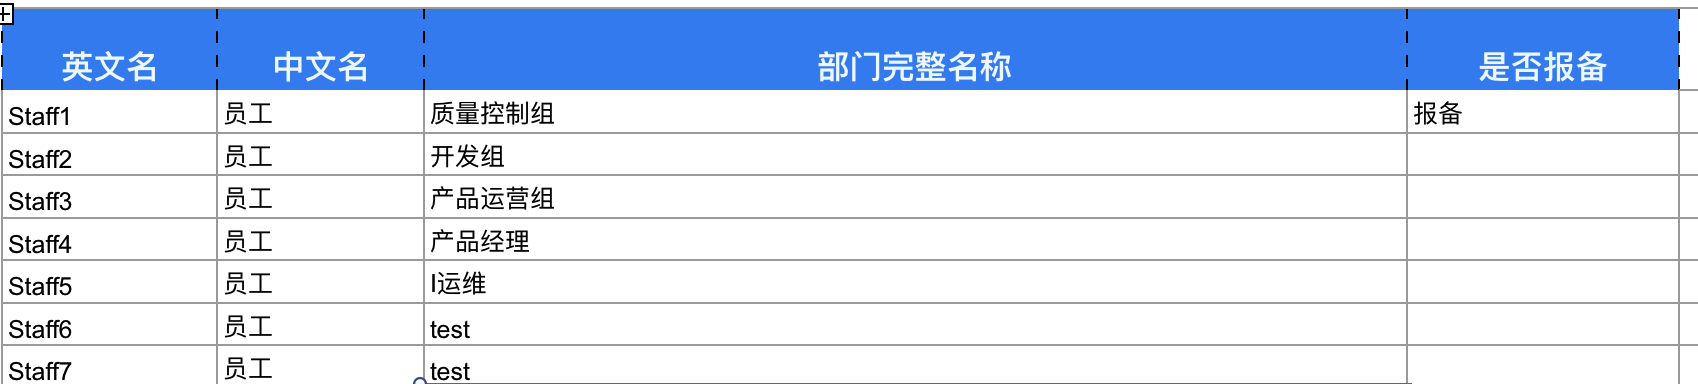 英文名 中文名 部门完整名称 是否报备
Staff1 员工 质量控制组 报备
Staff2 员工 开发组
Staff3 员工 产品运营组
Staff4 员工 产品经理
Staff5 员工 I运维
Staff6 员工 test
Staff7 员工 test